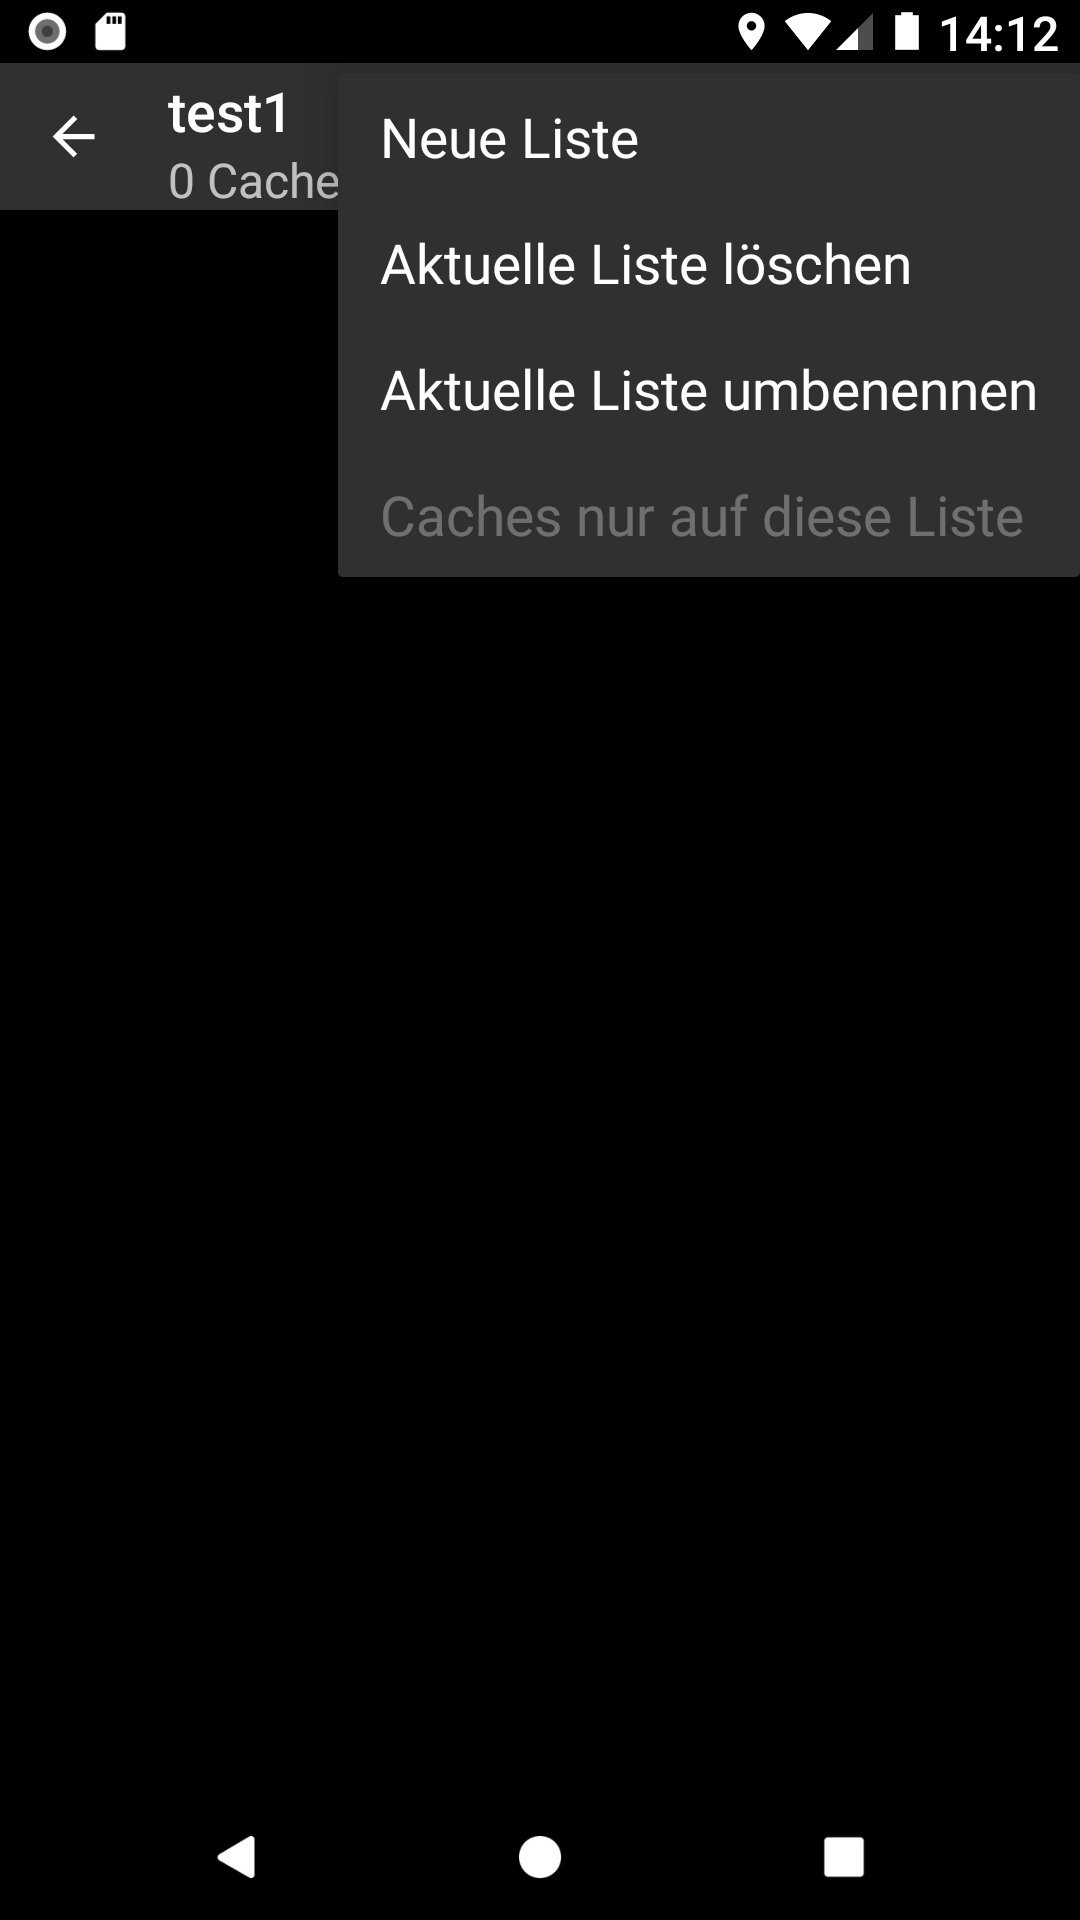 14:12
test1
0 Cache
Neue Liste
Aktuelle Liste löschen
Aktuelle Liste umbenennen
Caches nur auf diese Liste